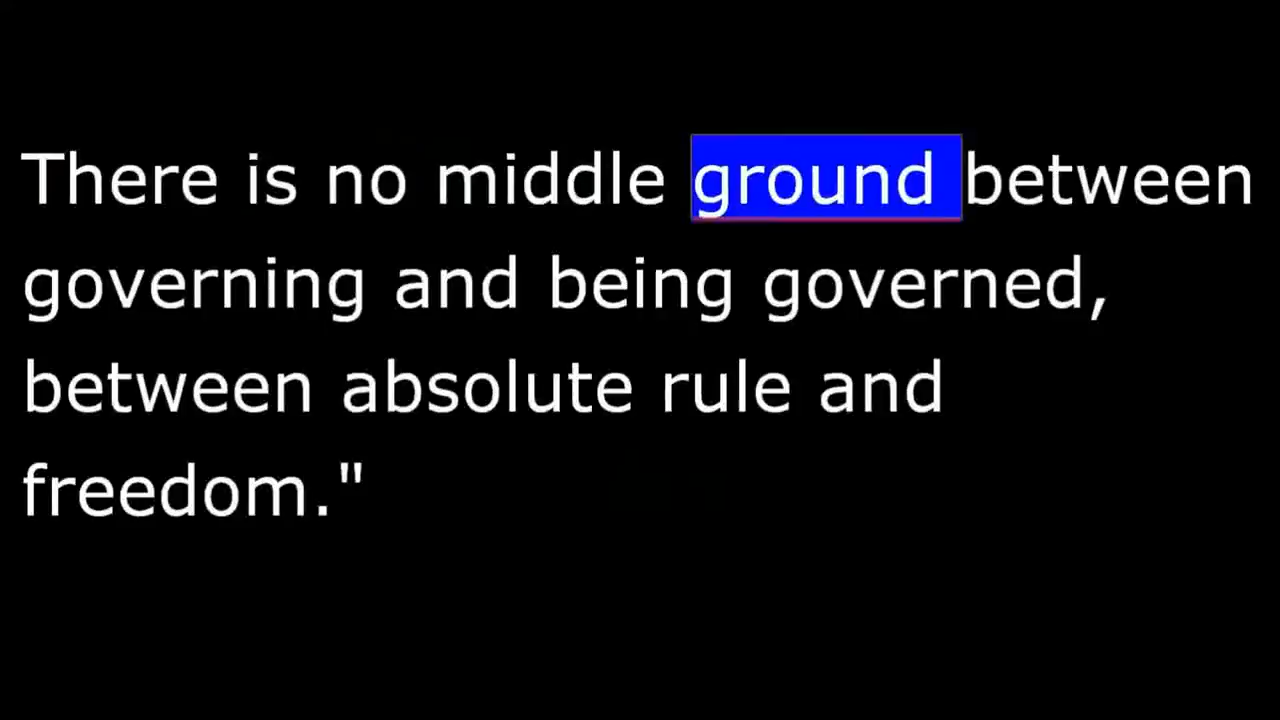 There is no middle ground between
governing and being governed,
between absolute rule and
freedom."